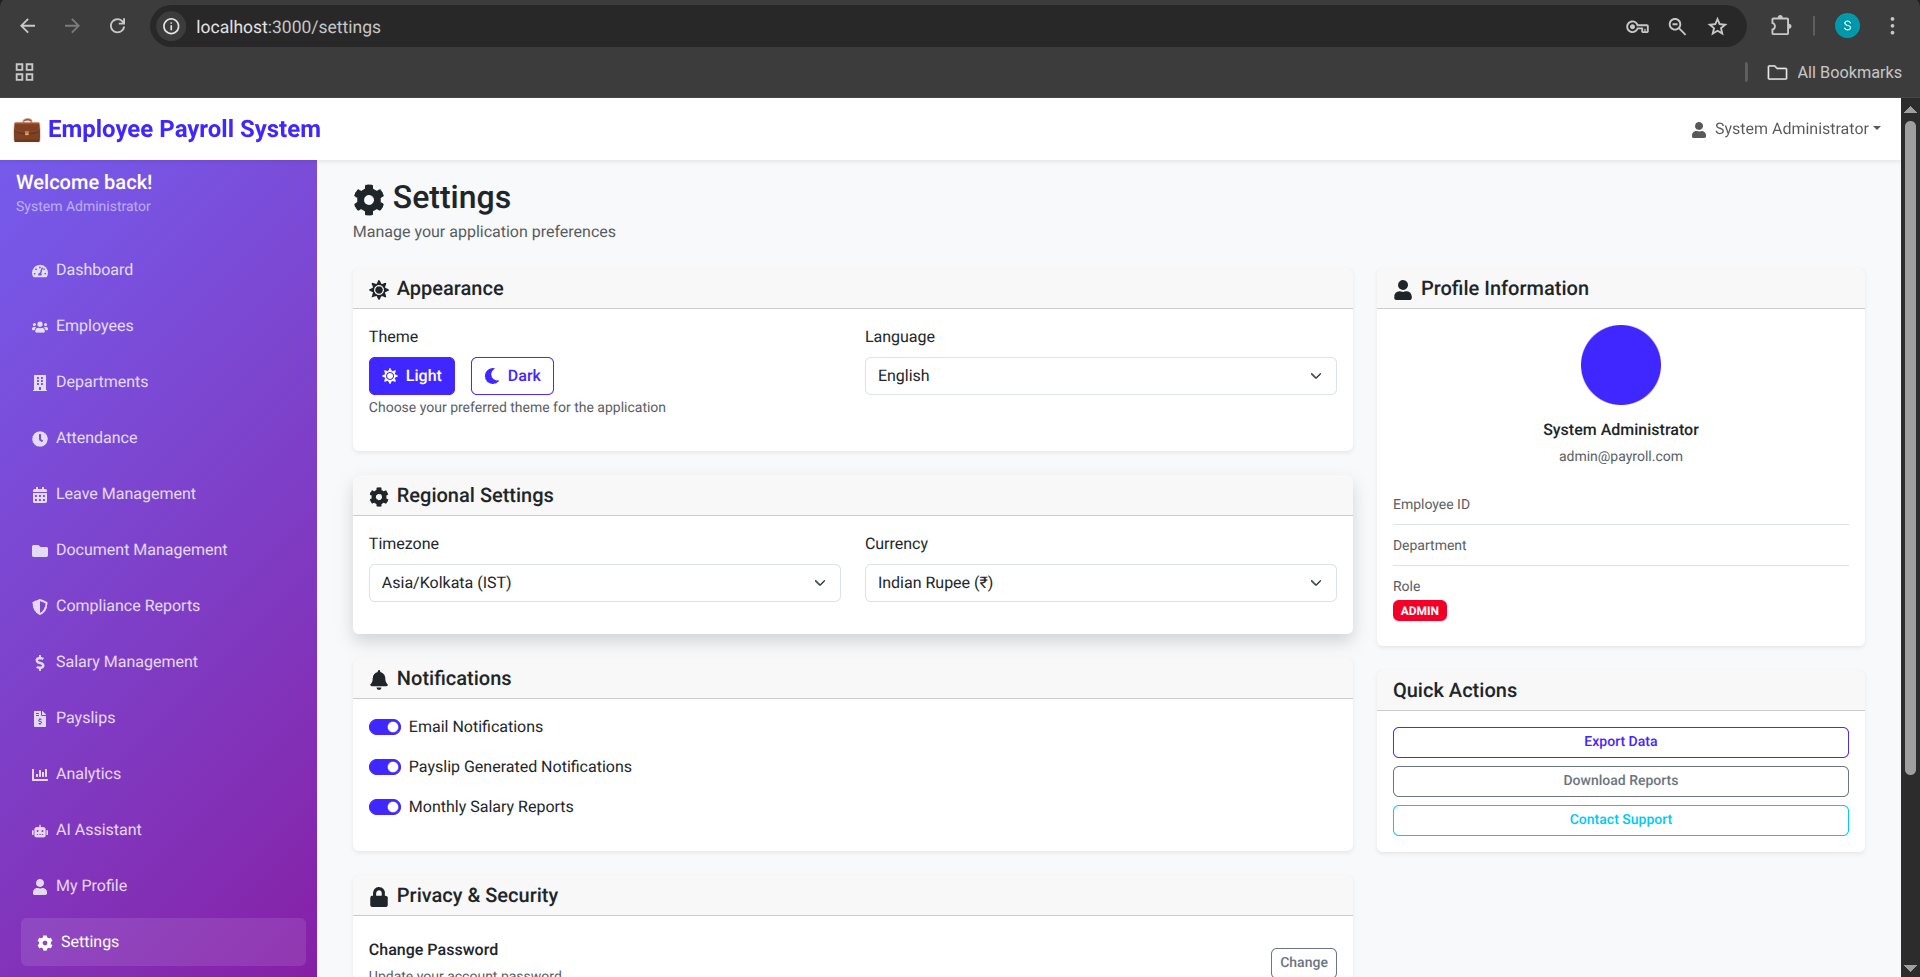 localhost:3000/settings
S
All Bookmarks
Employee Payroll System
System Administrator
Welcome back!
System Administrator
Dashboard
Employees
Departments
Attendance
Leave Management
Document Management
Compliance Reports
Salary Management
Payslips
Analytics
AI Assistant
My Profile
Settings
Settings
Manage your application preferences
Appearance
Theme
Light
Dark
Choose your preferred theme for the application
Language
English
Regional Settings
Timezone
Asia/Kolkata (IST)
Currency
Indian Rupee (₹)
Notifications
Email Notifications
Payslip Generated Notifications
Monthly Salary Reports
Privacy & Security
Change Password
Update your account password
Change
Profile Information
System Administrator
admin@payroll.com
Employee ID
Department
Role
ADMIN
Quick Actions
Export Data
Download Reports
Contact Support